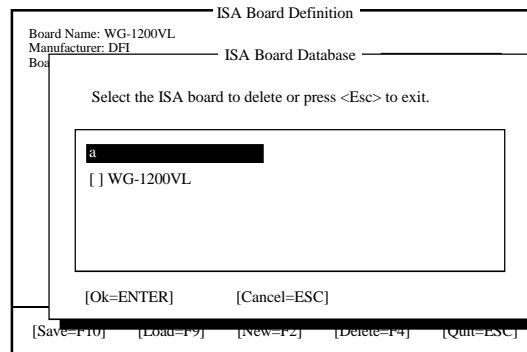 ISA Board Definition
Board Name: WG-1200VL
Manufacturer: DFI
Boa
ISA Board Database
Select the ISA board to delete or press <Esc> to exit.
a
[ ] WG-1200VL
[Ok=ENTER] [Cancel=ESC]
[Save=F10] [Load=F9] [New=F2] [Delete=F4] [Quit=ESC]